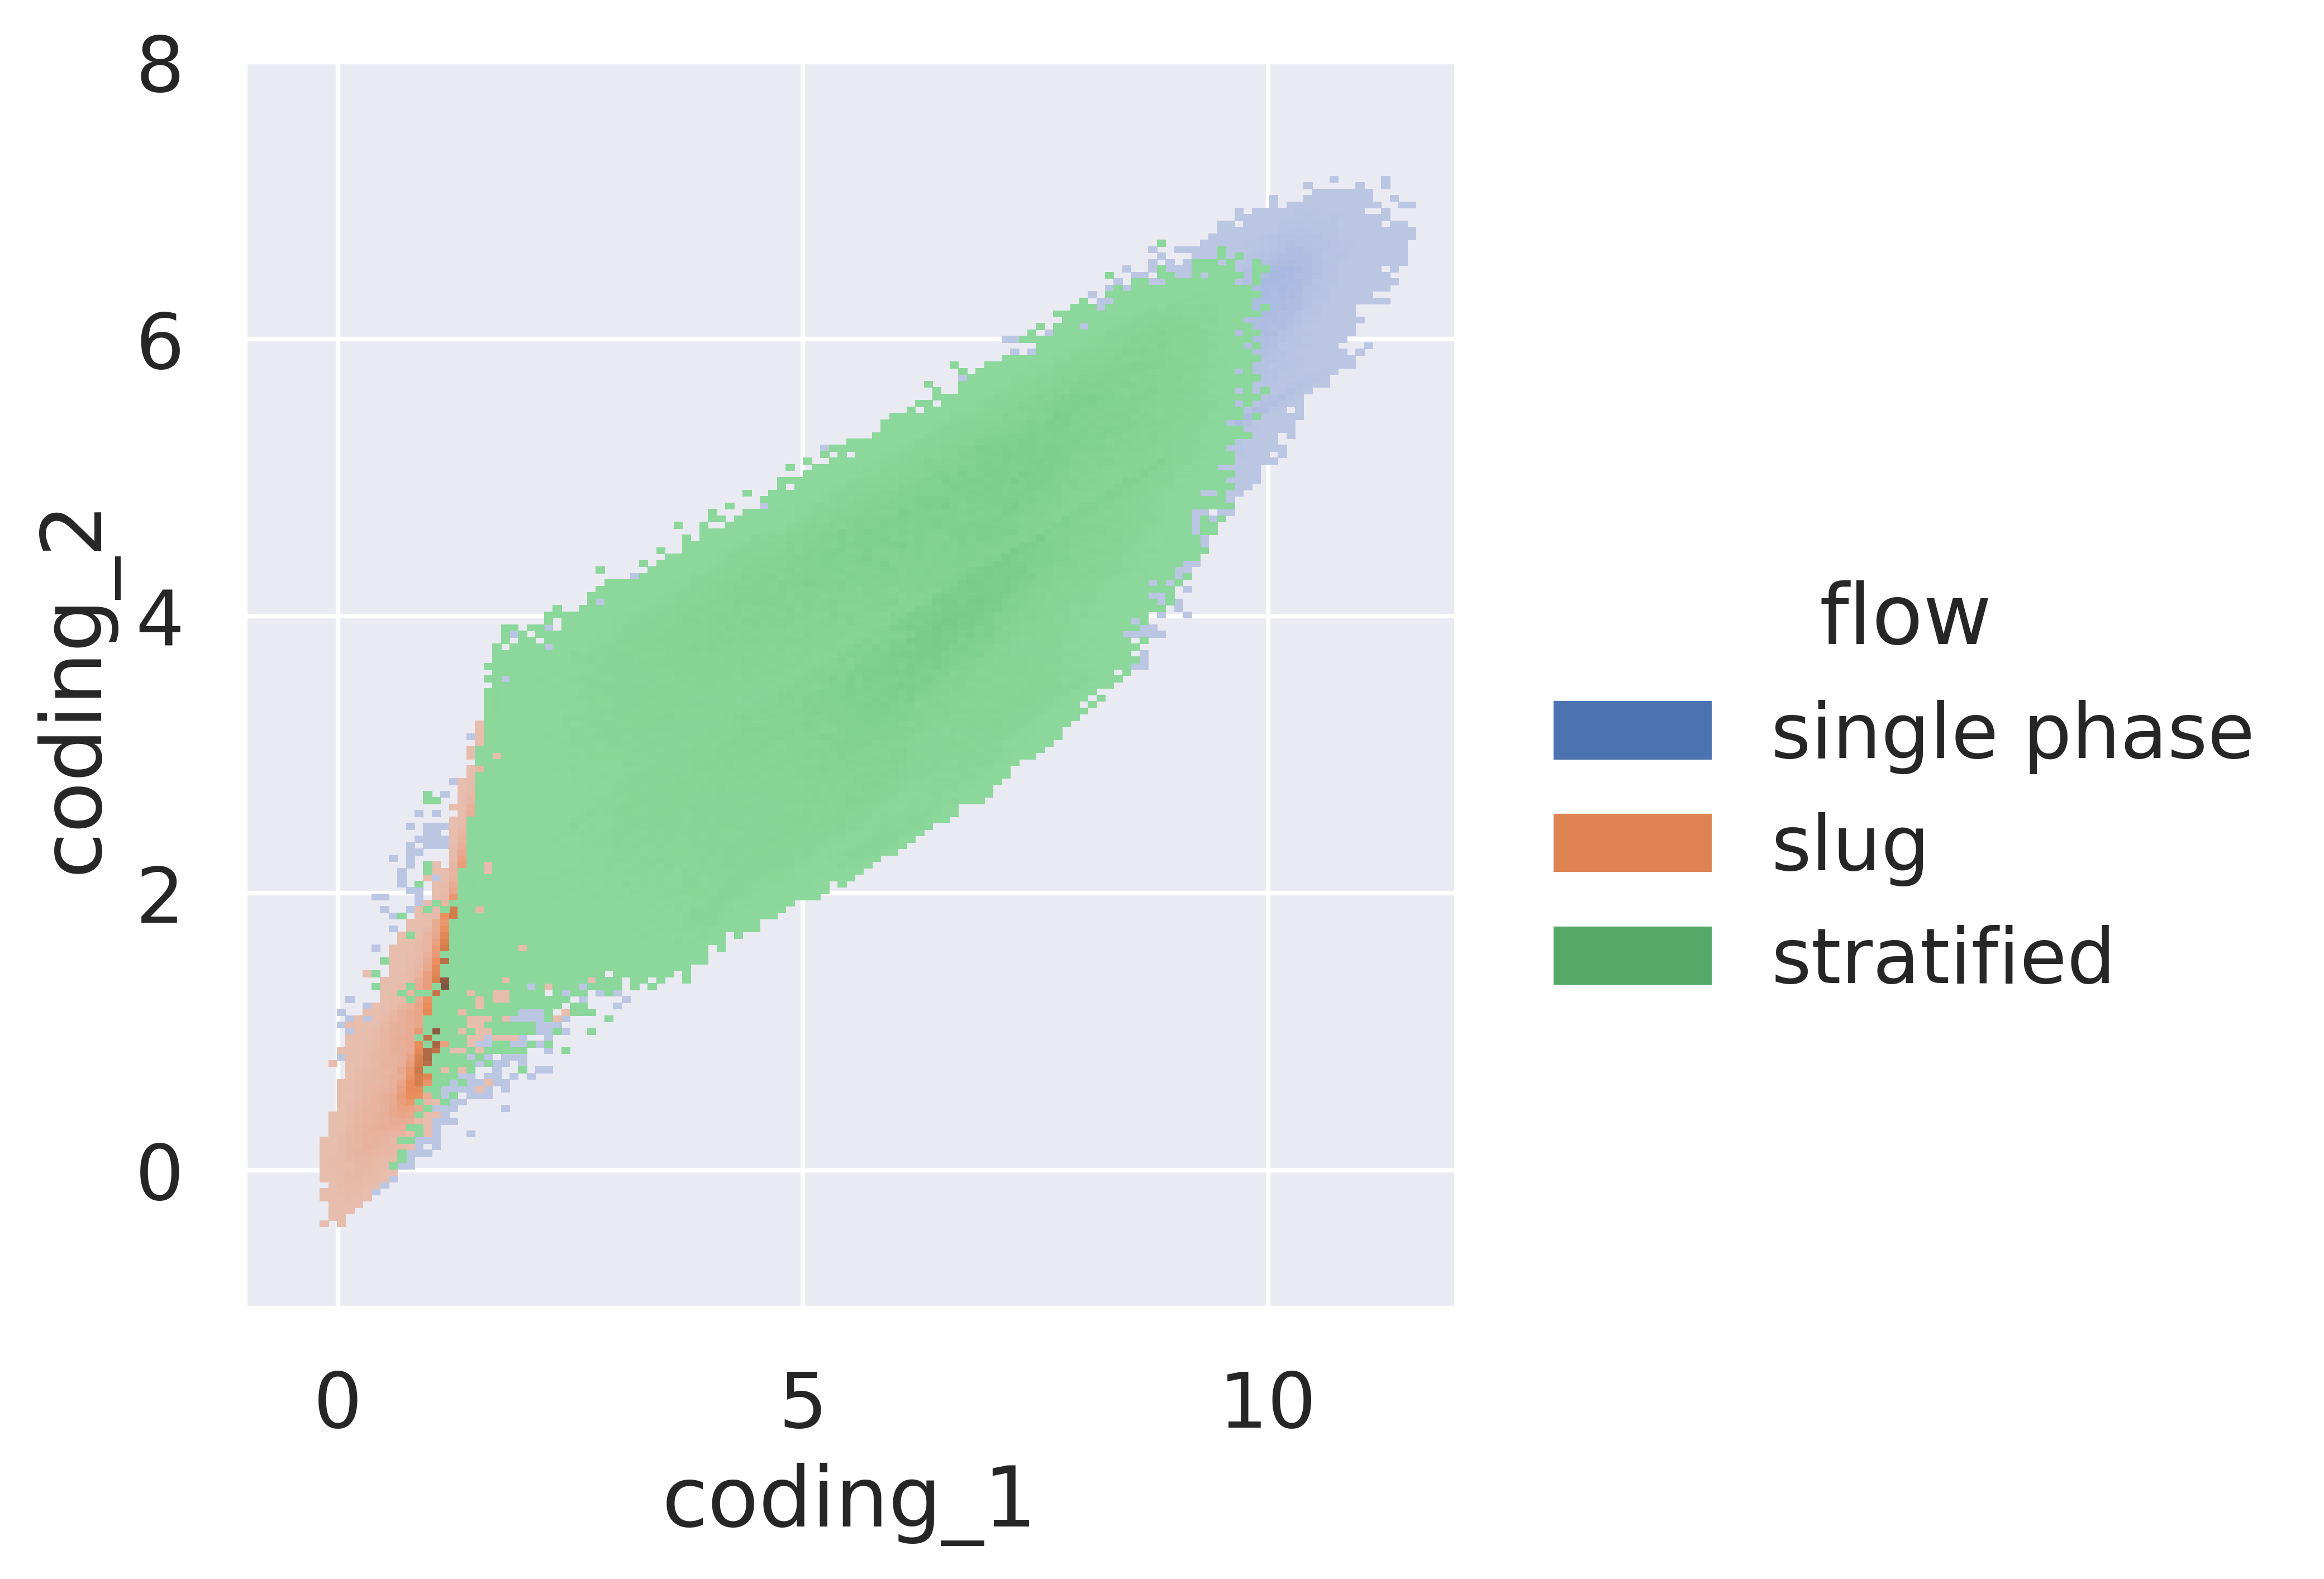 8
6
4
2
0
coding_2
0 5 10
coding_1
flow
single phase
slug
stratified